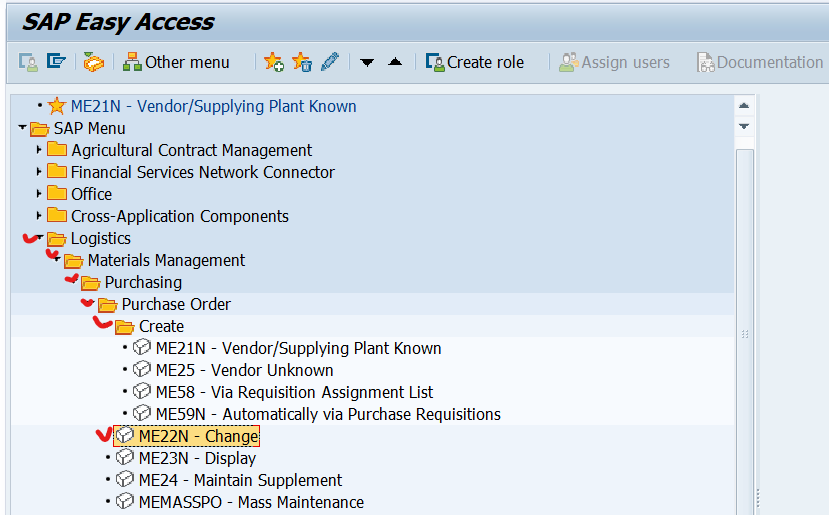 SAP Easy Access
Other menu Create role Assign users Documentation
ME21N - Vendor/Supplying Plant Known
SAP Menu
Agricultural Contract Management
Financial Services Network Connector
Office
Cross-Application Components
Logistics
Materials Management
Purchasing
Purchase Order
Create
ME21N - Vendor/Supplying Plant Known
ME25 - Vendor Unknown
ME58 - Via Requisition Assignment List
ME59N - Automatically via Purchase Requisitions
ME22N - Change
ME23N - Display
ME24 - Maintain Supplement
MEMASSPO - Mass Maintenance